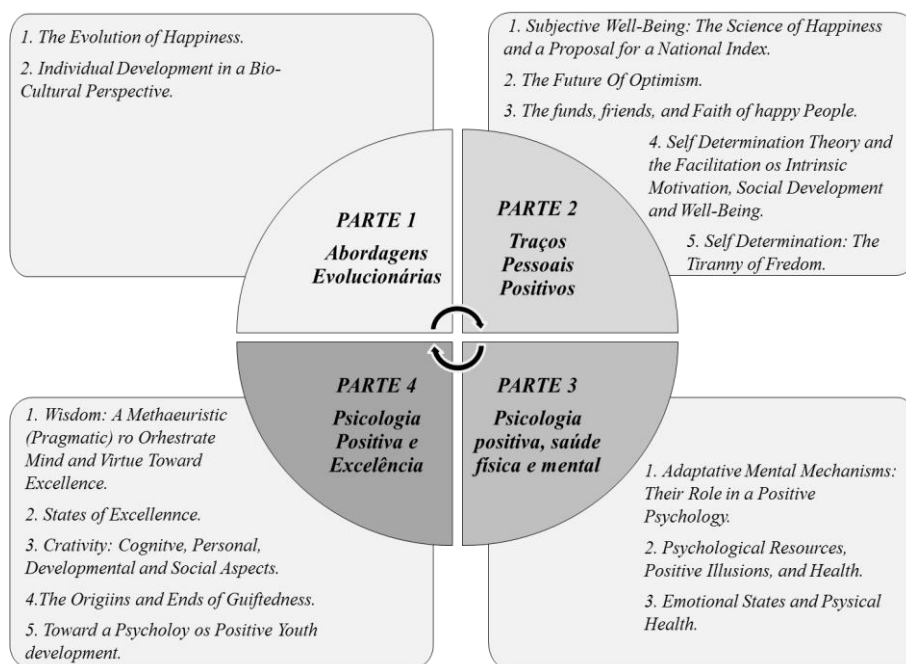 1. The Evolution of Happiness.
2. Individual Development in a Bio-
Cultural Perspective.
1. Subjective Well-Being: The Science of Happiness
and a Proposal for a National Index.
2. The Future Of Optimism.
3. The funds, friends, and Faith of happy People.
4. Self Determination Theory and
the Facilitation os Intrinsic
Motivation, Social Development
and Well-Being.
5. Self Determination: The
Tiranny of Fredom.
PARTE 1
Abordagens
Evolucionárias
PARTE 2
Traços
Pessoais
Positivos
PARTE 4
Psicologia
Positiva e
Excelência
PARTE 3
Psicologia
positiva, saúde
física e mental
1. Wisdom: A Methaeuristic
(Pragmatic) ro Orhestrate
Mind and Virtue Toward
Excellence.
2. States of Excellennce.
3. Crativity: Cognitve, Personal,
Developmental and Social Aspects.
4.The Origiins and Ends of Guiftedness.
5. Toward a Psycholoy os Positive Youth
development.
1. Adaptative Mental Mechanisms:
Their Role in a Positive
Psychology.
2. Psychological Resources,
Positive Illusions, and Health.
3. Emotional States and Psysical
Health.